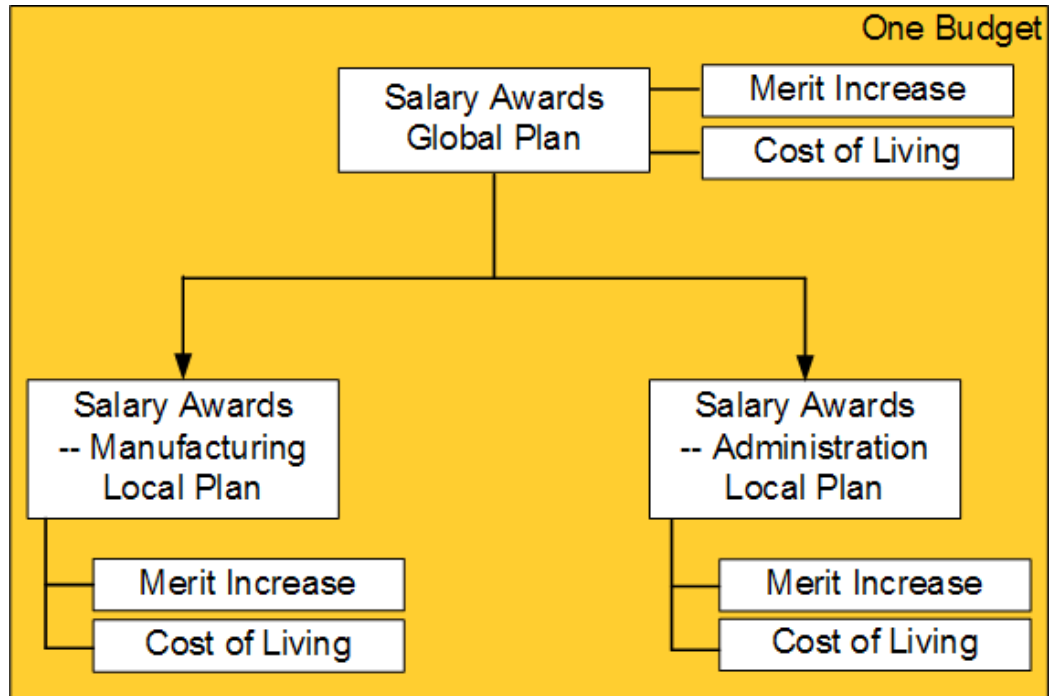 One Budget
Salary Awards
Global Plan
Merit Increase
Cost of Living
Salary Awards
-- Manufacturing
Local Plan
Merit Increase
Cost of Living
Salary Awards
-- Administration
Local Plan
Merit Increase
Cost of Living